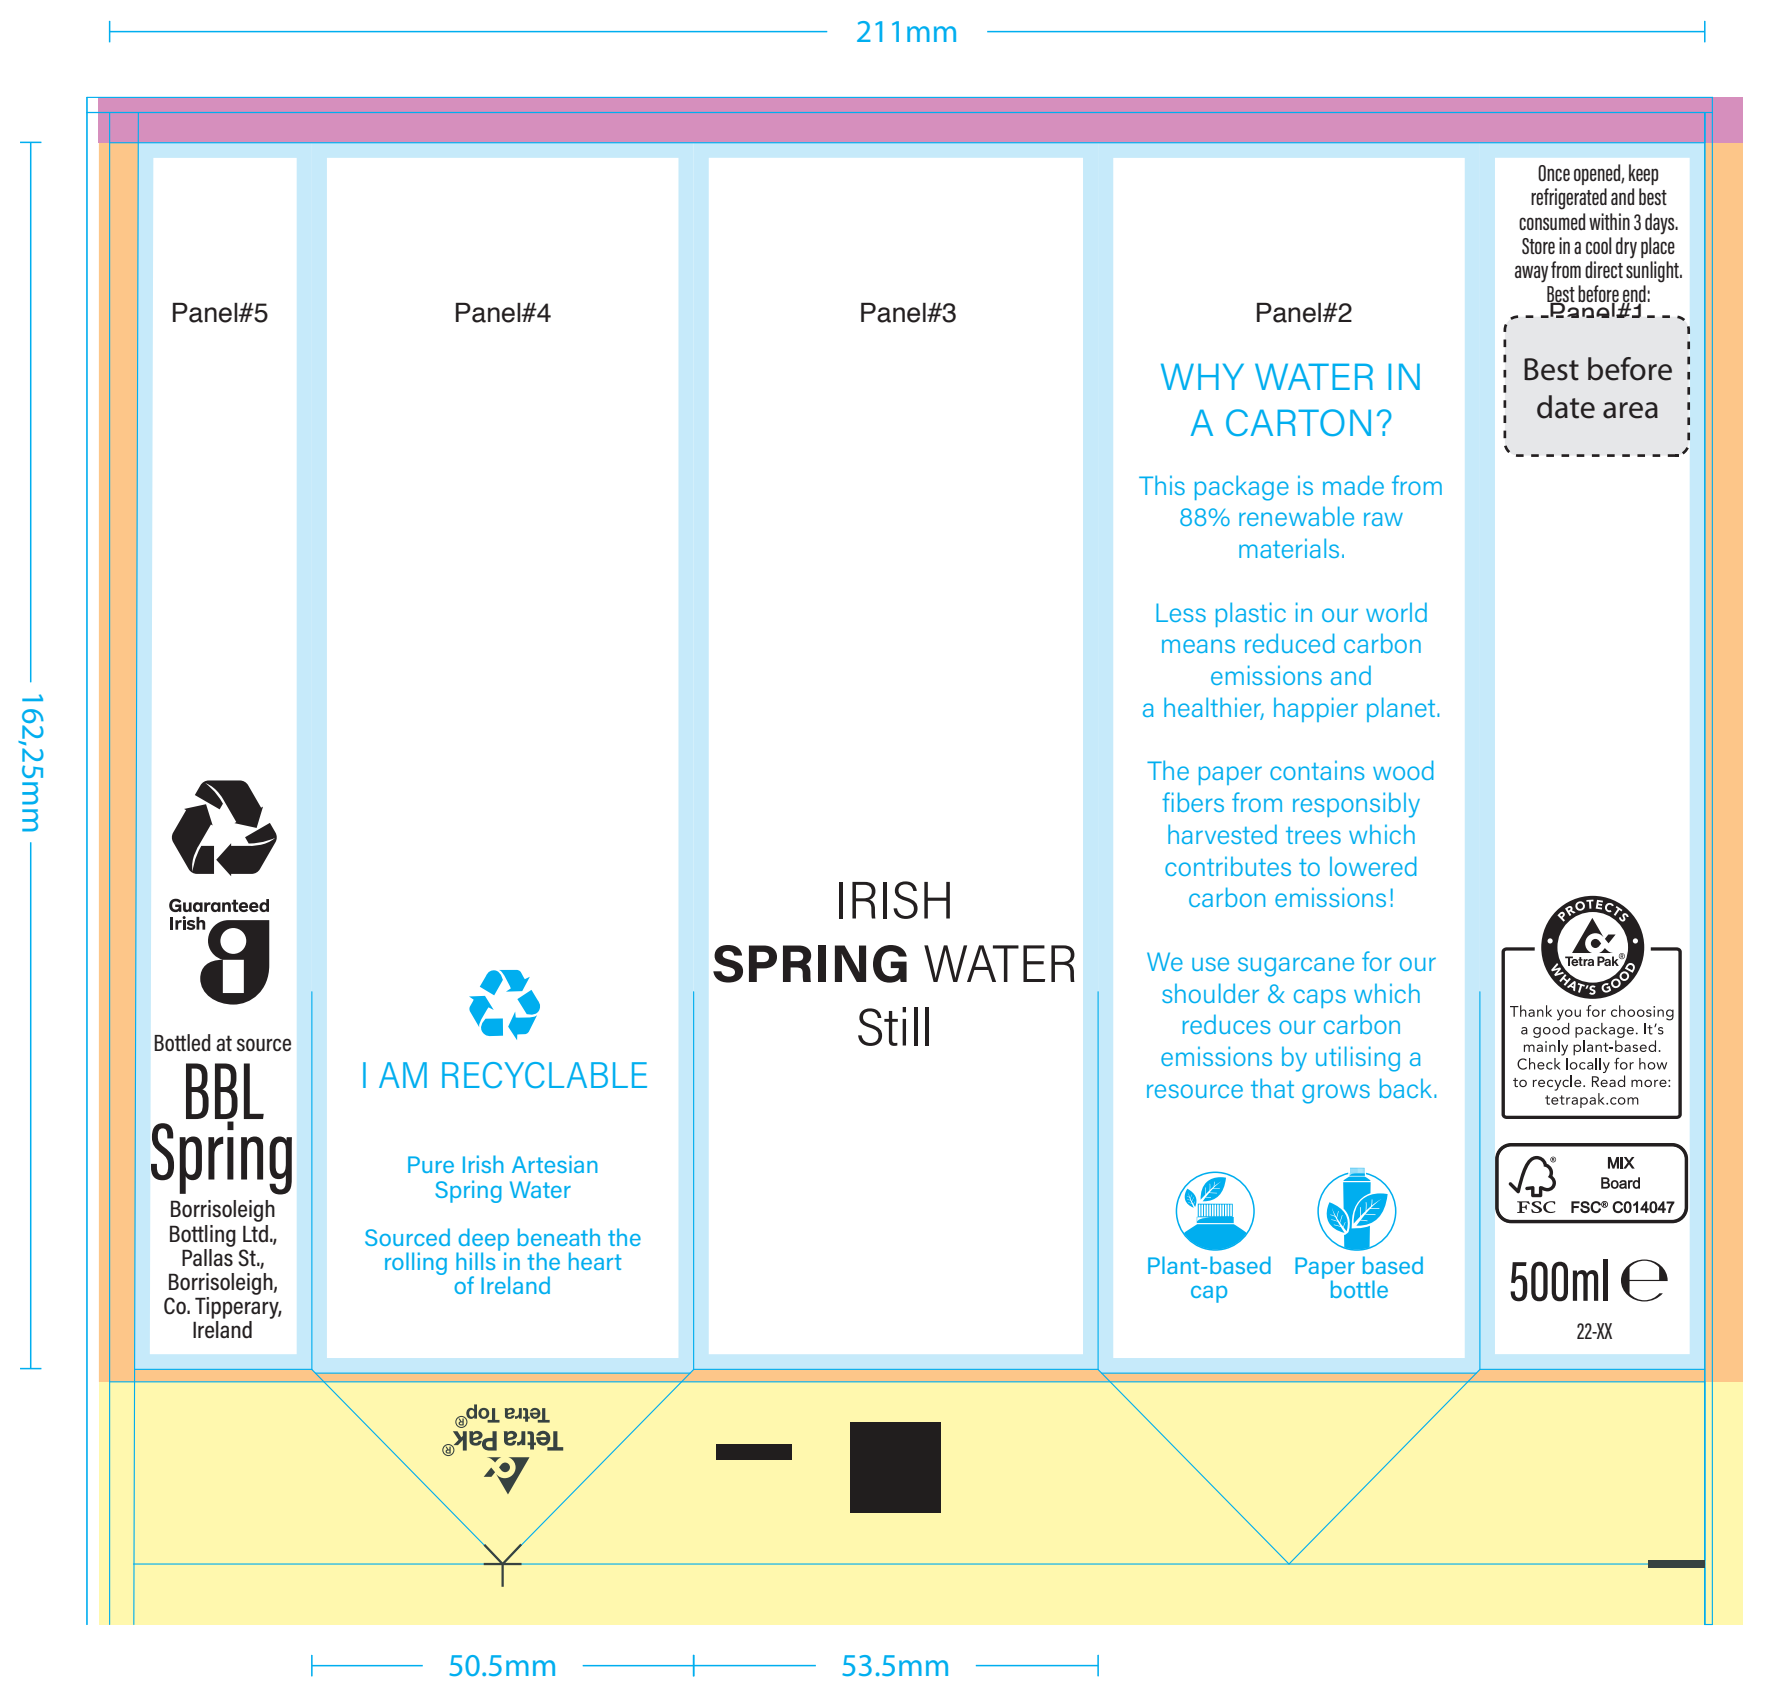 211mm
162,25mm
Panel#5
Guaranteed
Irish
Bottled at source
BBL
Spring
Borrisoleigh
Bottling Ltd.,
Pallas St.,
Borrisoleigh,
Co. Tipperary,
Ireland
Panel#4
I AM RECYCLABLE
Pure Irish Artesian
Spring Water
Sourced deep beneath the
rolling hills in the heart
of Ireland
Panel#3
IRISH
SPRING WATER
Still
Panel#2
WHY WATER IN
A CARTON?
This package is made from
88% renewable raw
materials.
Less plastic in our world
means reduced carbon
emissions and
a healthier, happier planet.
The paper contains wood
fibers from responsibly
harvested trees which
contributes to lowered
carbon emissions!
We use sugarcane for our
shoulder & caps which
reduces our carbon
emissions by utilising a
resource that grows back.
Plant-based
cap
Paper based
bottle
Once opened, keep
refrigerated and best
consumed within 3 days.
Store in a cool dry place
away from direct sunlight.
Best before end:
Panel#1
Best before
date area
PROTECTS
Tetra Pak®
WHAT'S GOOD
Thank you for choosing
a good package. It's
mainly plant-based.
Check locally for how
to recycle. Read more:
tetrapak.com
®
FSC
MIX
Board
FSC® C014047
500ml ℮
22-XX
Tetra Pak®
Tetra Top®
50.5mm
53.5mm